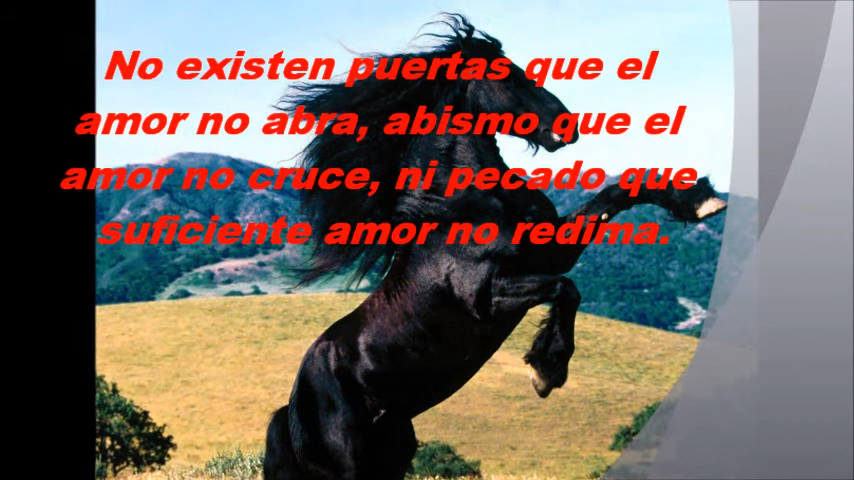 No existen puertas que el
amor no abra, abismo que el
amor no cruce, ni pecado que
suficiente amor no redima.